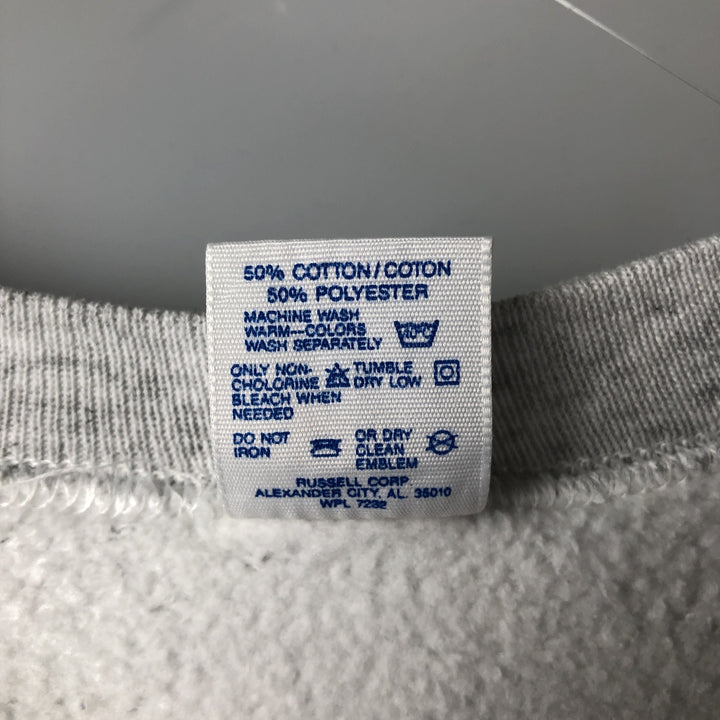 50% COTTON/COTON
50% POLYESTER
MACHINE WASH
WARM—COLORS
WASH SEPARATELY
40°C
ONLY NON-
CHOLORINE
BLEACH WHEN
NEEDED
TUMBLE
DRY LOW
DO NOT
IRON
OR DRY
CLEAN
EMBLEM
RUSSELL CORP
ALEXANDER CITY, AL. 35010
WPL 7232